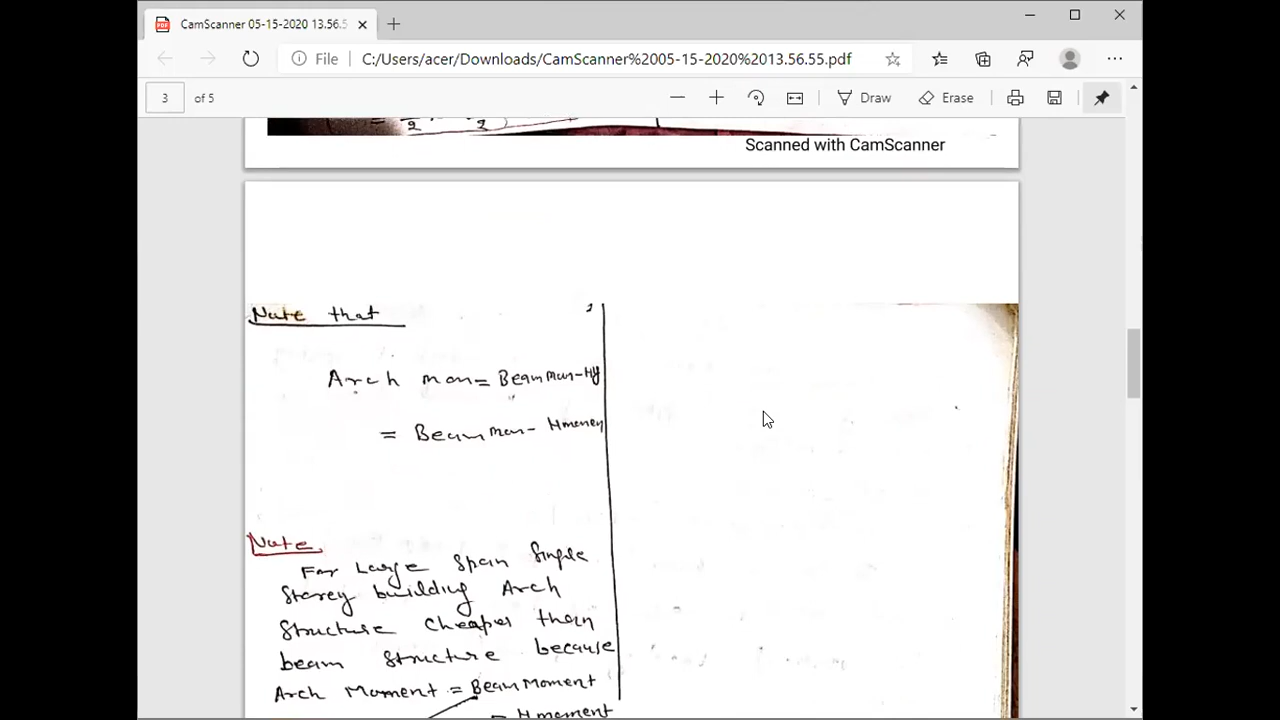 CamScanner 05-15-2020 13.56.5
File C:/Users/acer/Downloads/CamScanner%2005-15-2020%2013.56.55.pdf
3 of 5 Draw Erase
Scanned with CamScanner
Note that
Arch mom = Beam mom - Hy
= Beam mom - H moment
Note
For Large span Single
Storey building Arch
Structure cheaper than
beam structure because
Arch Moment = Beam Moment
- H moment